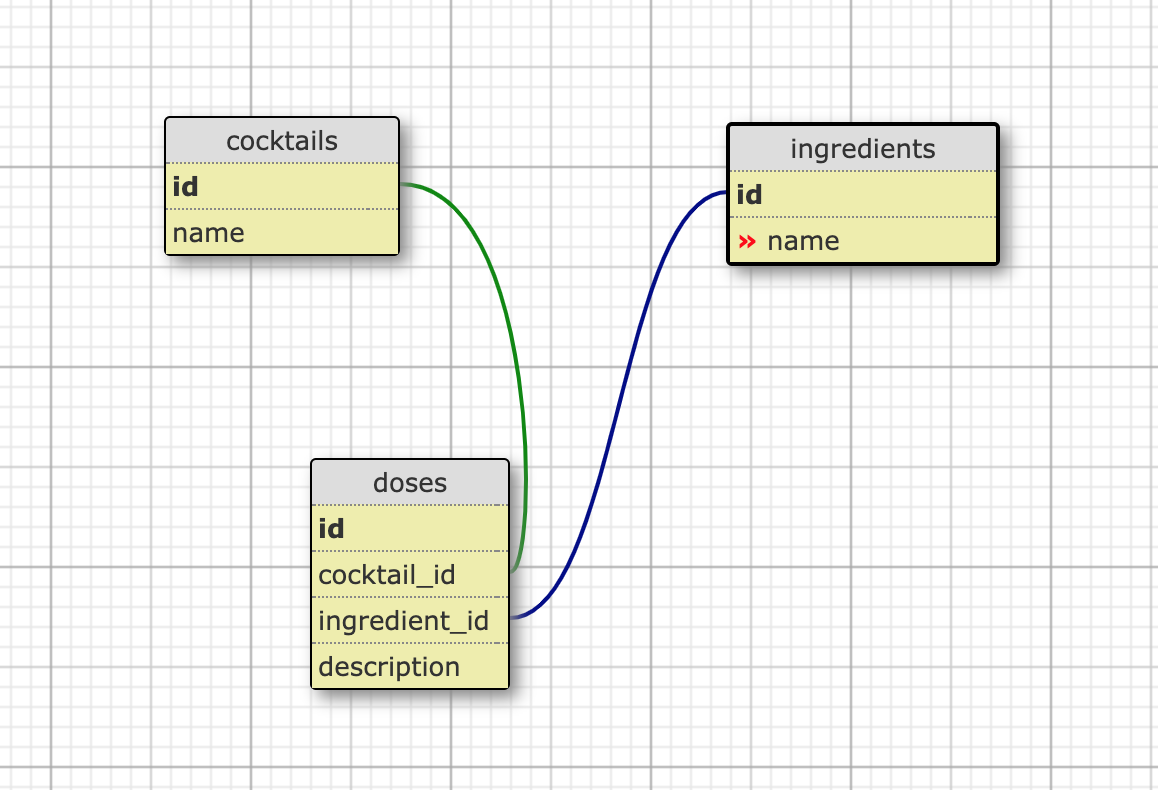 cocktails
id
name
ingredients
id
» name
doses
id
cocktail_id
ingredient_id
description